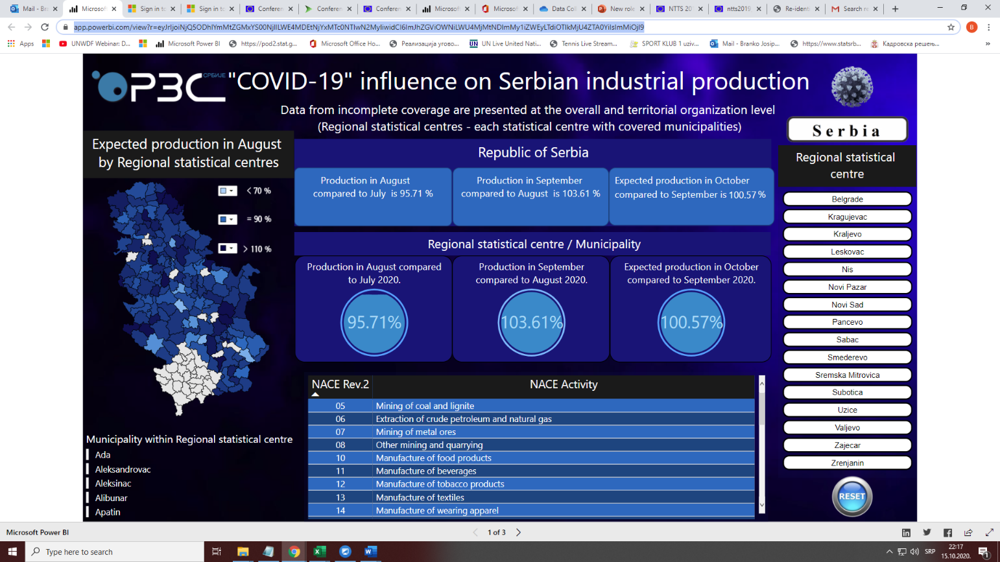 Mail - Bra
Microsoft
Sign in to
Sign in to
Conferen
Conferen
Conferen
Microsoft
Microsoft
Data Coll
New role
NTTS 201
ntts2019
Re-identi
Search re
app.powerbi.com/view?r=
Apps
UNWDF Webinar: D...
Microsoft Power BI
https://pod2.stat.g...
Microsoft Office Ho...
Реализација угово...
UN Live United Nati...
Tennis Live Stream...
SPORT KLUB 1 uziv...
Mail - Branko Josip...
https://www.statsrb...
Кадровска решењ...
»
B
РЗС
СРБИЈЕ
"COVID-19" influence on Serbian industrial production
Data from incomplete coverage are presented at the overall and territorial organization level
(Regional statistical centres - each statistical centre with covered municipalities)
Expected production in August
by Regional statistical centres
< 70 %
= 90 %
> 110 %
Republic of Serbia
Production in August
compared to July is 95.71 %
Production in September
compared to August is 103.61 %
Expected production in October
compared to September is 100.57 %
Regional statistical centre / Municipality
Production in August compared
to July 2020.
95.71%
Production in September
compared to August 2020.
103.61%
Expected production in October
compared to September 2020.
100.57%
NACE Rev.2 NACE Activity
05 Mining of coal and lignite
06 Extraction of crude petroleum and natural gas
07 Mining of metal ores
08 Other mining and quarrying
10 Manufacture of food products
11 Manufacture of beverages
12 Manufacture of tobacco products
13 Manufacture of textiles
14 Manufacture of wearing apparel
Municipality within Regional statistical centre
Ada
Aleksandrovac
Aleksinac
Alibunar
Apatin
Serbia
Regional statistical
centre
Belgrade
Kragujevac
Kraljevo
Leskovac
Nis
Novi Pazar
Novi Sad
Pancevo
Sabac
Smederevo
Sremska Mitrovica
Subotica
Uzice
Valjevo
Zajecar
Zrenjanin
RESET
Microsoft Power BI
1 of 3
Type here to search
SRP
22:17
15.10.2020.
1